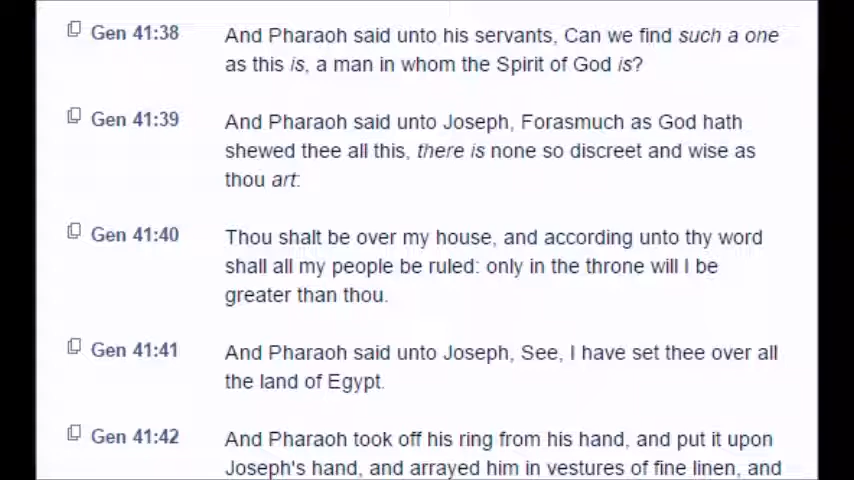 Gen 41:38 And Pharaoh said unto his servants, Can we find such a one
as this is, a man in whom the Spirit of God is?
Gen 41:39 And Pharaoh said unto Joseph, Forasmuch as God hath
shewed thee all this, there is none so discreet and wise as
thou art:
Gen 41:40 Thou shalt be over my house, and according unto thy word
shall all my people be ruled: only in the throne will I be
greater than thou.
Gen 41:41 And Pharaoh said unto Joseph, See, I have set thee over all
the land of Egypt.
Gen 41:42 And Pharaoh took off his ring from his hand, and put it upon
Joseph's hand, and arrayed him in vestures of fine linen, and